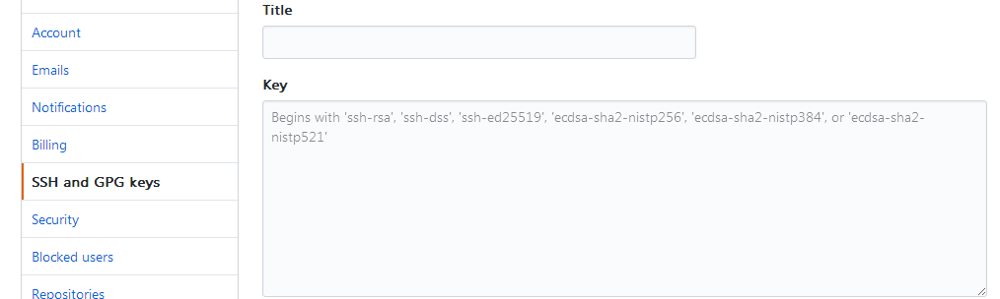 Account
Emails
Notifications
Billing
SSH and GPG keys
Security
Blocked users
Repositories
Title
Key
Begins with 'ssh-rsa', 'ssh-dss', 'ssh-ed25519', 'ecdsa-sha2-nistp256', 'ecdsa-sha2-nistp384', or 'ecdsa-sha2-
nistp521'